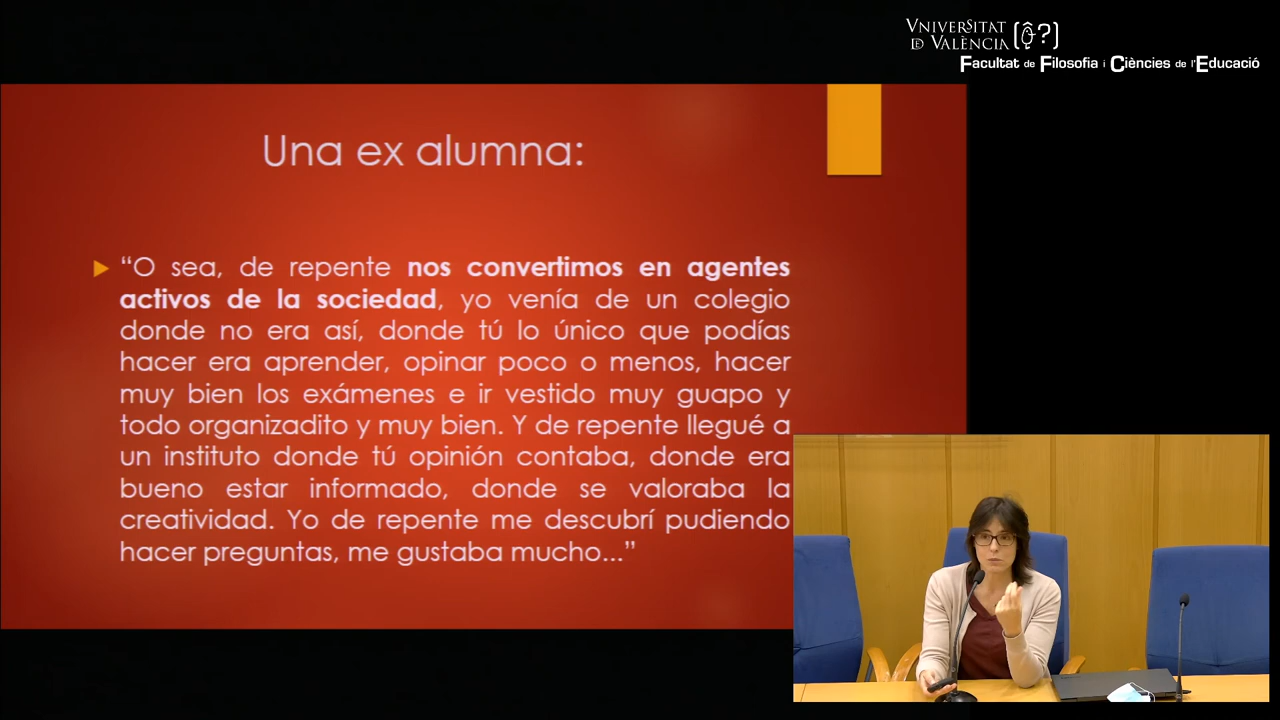 VNIVERSITAT
DE VALÈNCIA
Facultat de Filosofia i Ciències de l'Educació
Una ex alumna:
“O sea, de repente nos convertimos en agentes
activos de la sociedad, yo venía de un colegio
donde no era así, donde tú lo único que podías
hacer era aprender, opinar poco o menos, hacer
muy bien los exámenes e ir vestido muy guapo y
todo organizadito y muy bien. Y de repente llegué a
un instituto donde tú opinión contaba, donde era
bueno estar informado, donde se valoraba la
creatividad. Yo de repente me descubrí pudiendo
hacer preguntas, me gustaba mucho...”